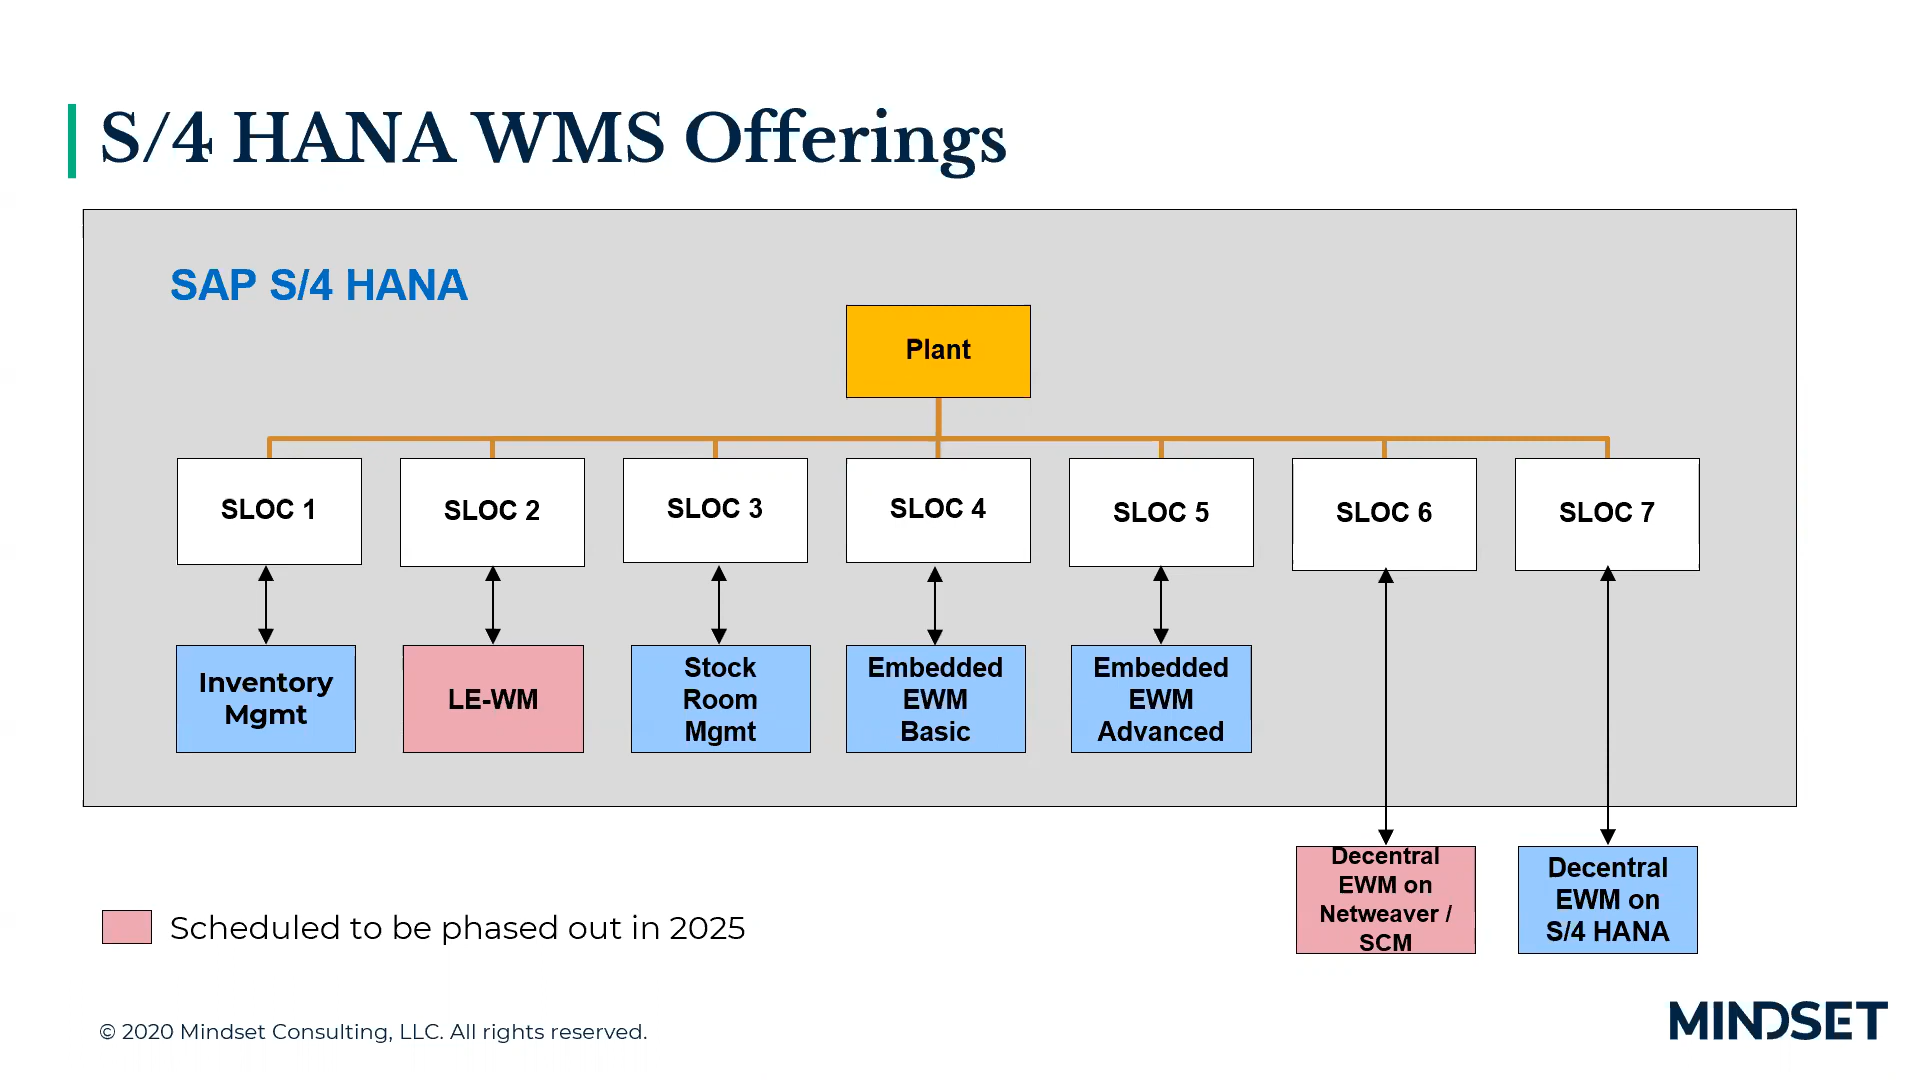 S/4 HANA WMS Offerings
SAP S/4 HANA
Plant
SLOC 1
SLOC 2
SLOC 3
SLOC 4
SLOC 5
SLOC 6
SLOC 7
Inventory
Mgmt
LE-WM
Stock
Room
Mgmt
Embedded
EWM
Basic
Embedded
EWM
Advanced
Decentral
EWM on
Netweaver /
SCM
Decentral
EWM on
S/4 HANA
Scheduled to be phased out in 2025
© 2020 Mindset Consulting, LLC. All rights reserved.
MINDSET